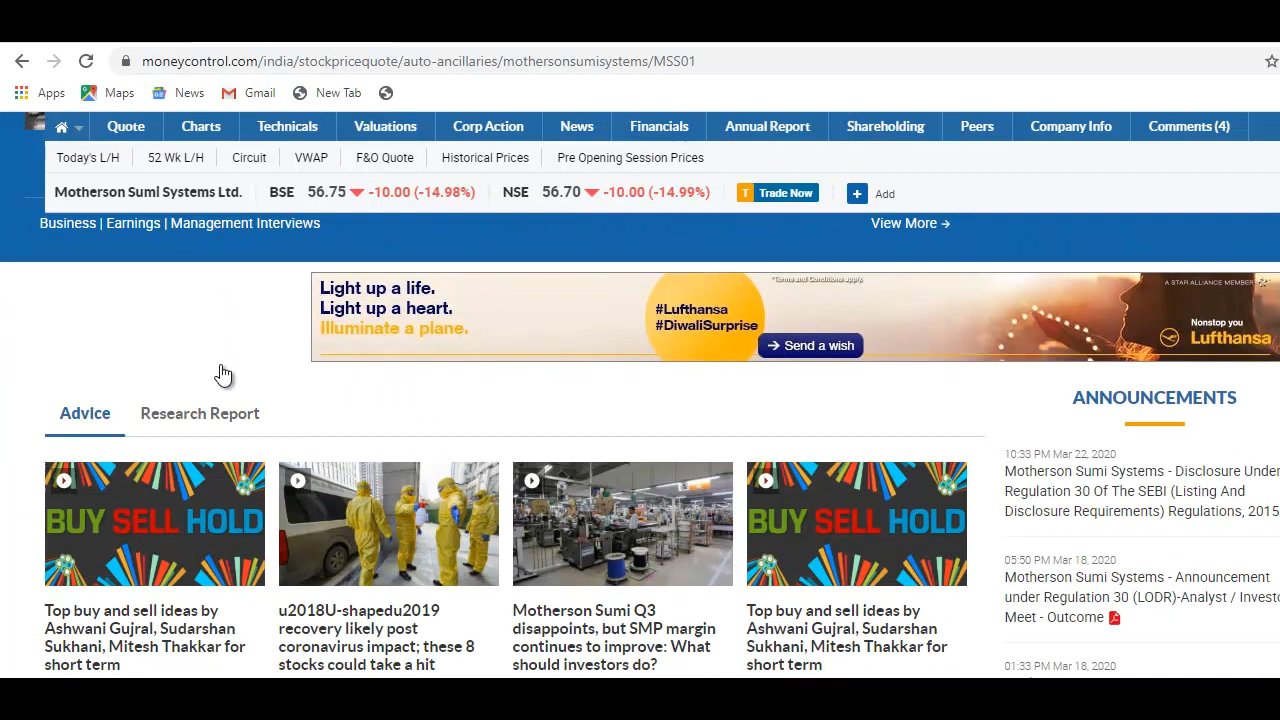 moneycontrol.com/india/stockpricequote/auto-ancillaries/mothersonsumisystems/MSS01
Apps Maps News Gmail New Tab
Quote Charts Technicals Valuations Corp Action News Financials Annual Report Shareholding Peers Company Info Comments (4)
Today's L/H 52 Wk L/H Circuit VWAP F&O Quote Historical Prices Pre Opening Session Prices
Motherson Sumi Systems Ltd. BSE 56.75 -10.00 (-14.98%) NSE 56.70 -10.00 (-14.99%) T Trade Now + Add
Business | Earnings | Management Interviews View More →
Light up a life.
Light up a heart.
Illuminate a plane.
#Lufthansa
#DiwaliSurprise
→ Send a wish
*Terms and Conditions apply.
A STAR ALLIANCE MEMBER
Nonstop you
Lufthansa
Advice Research Report
BUY SELL HOLD
Top buy and sell ideas by
Ashwani Gujral, Sudarshan
Sukhani, Mitesh Thakkar for
short term
u2018U-shapedu2019
recovery likely post
coronavirus impact; these 8
stocks could take a hit
Motherson Sumi Q3
disappoints, but SMP margin
continues to improve: What
should investors do?
BUY SELL HOLD
Top buy and sell ideas by
Ashwani Gujral, Sudarshan
Sukhani, Mitesh Thakkar for
short term
ANNOUNCEMENTS
10:33 PM Mar 22, 2020
Motherson Sumi Systems - Disclosure Under
Regulation 30 Of The SEBI (Listing And
Disclosure Requirements) Regulations, 2015
05:50 PM Mar 18, 2020
Motherson Sumi Systems - Announcement
under Regulation 30 (LODR)-Analyst / Investo
Meet - Outcome
01:33 PM Mar 18, 2020